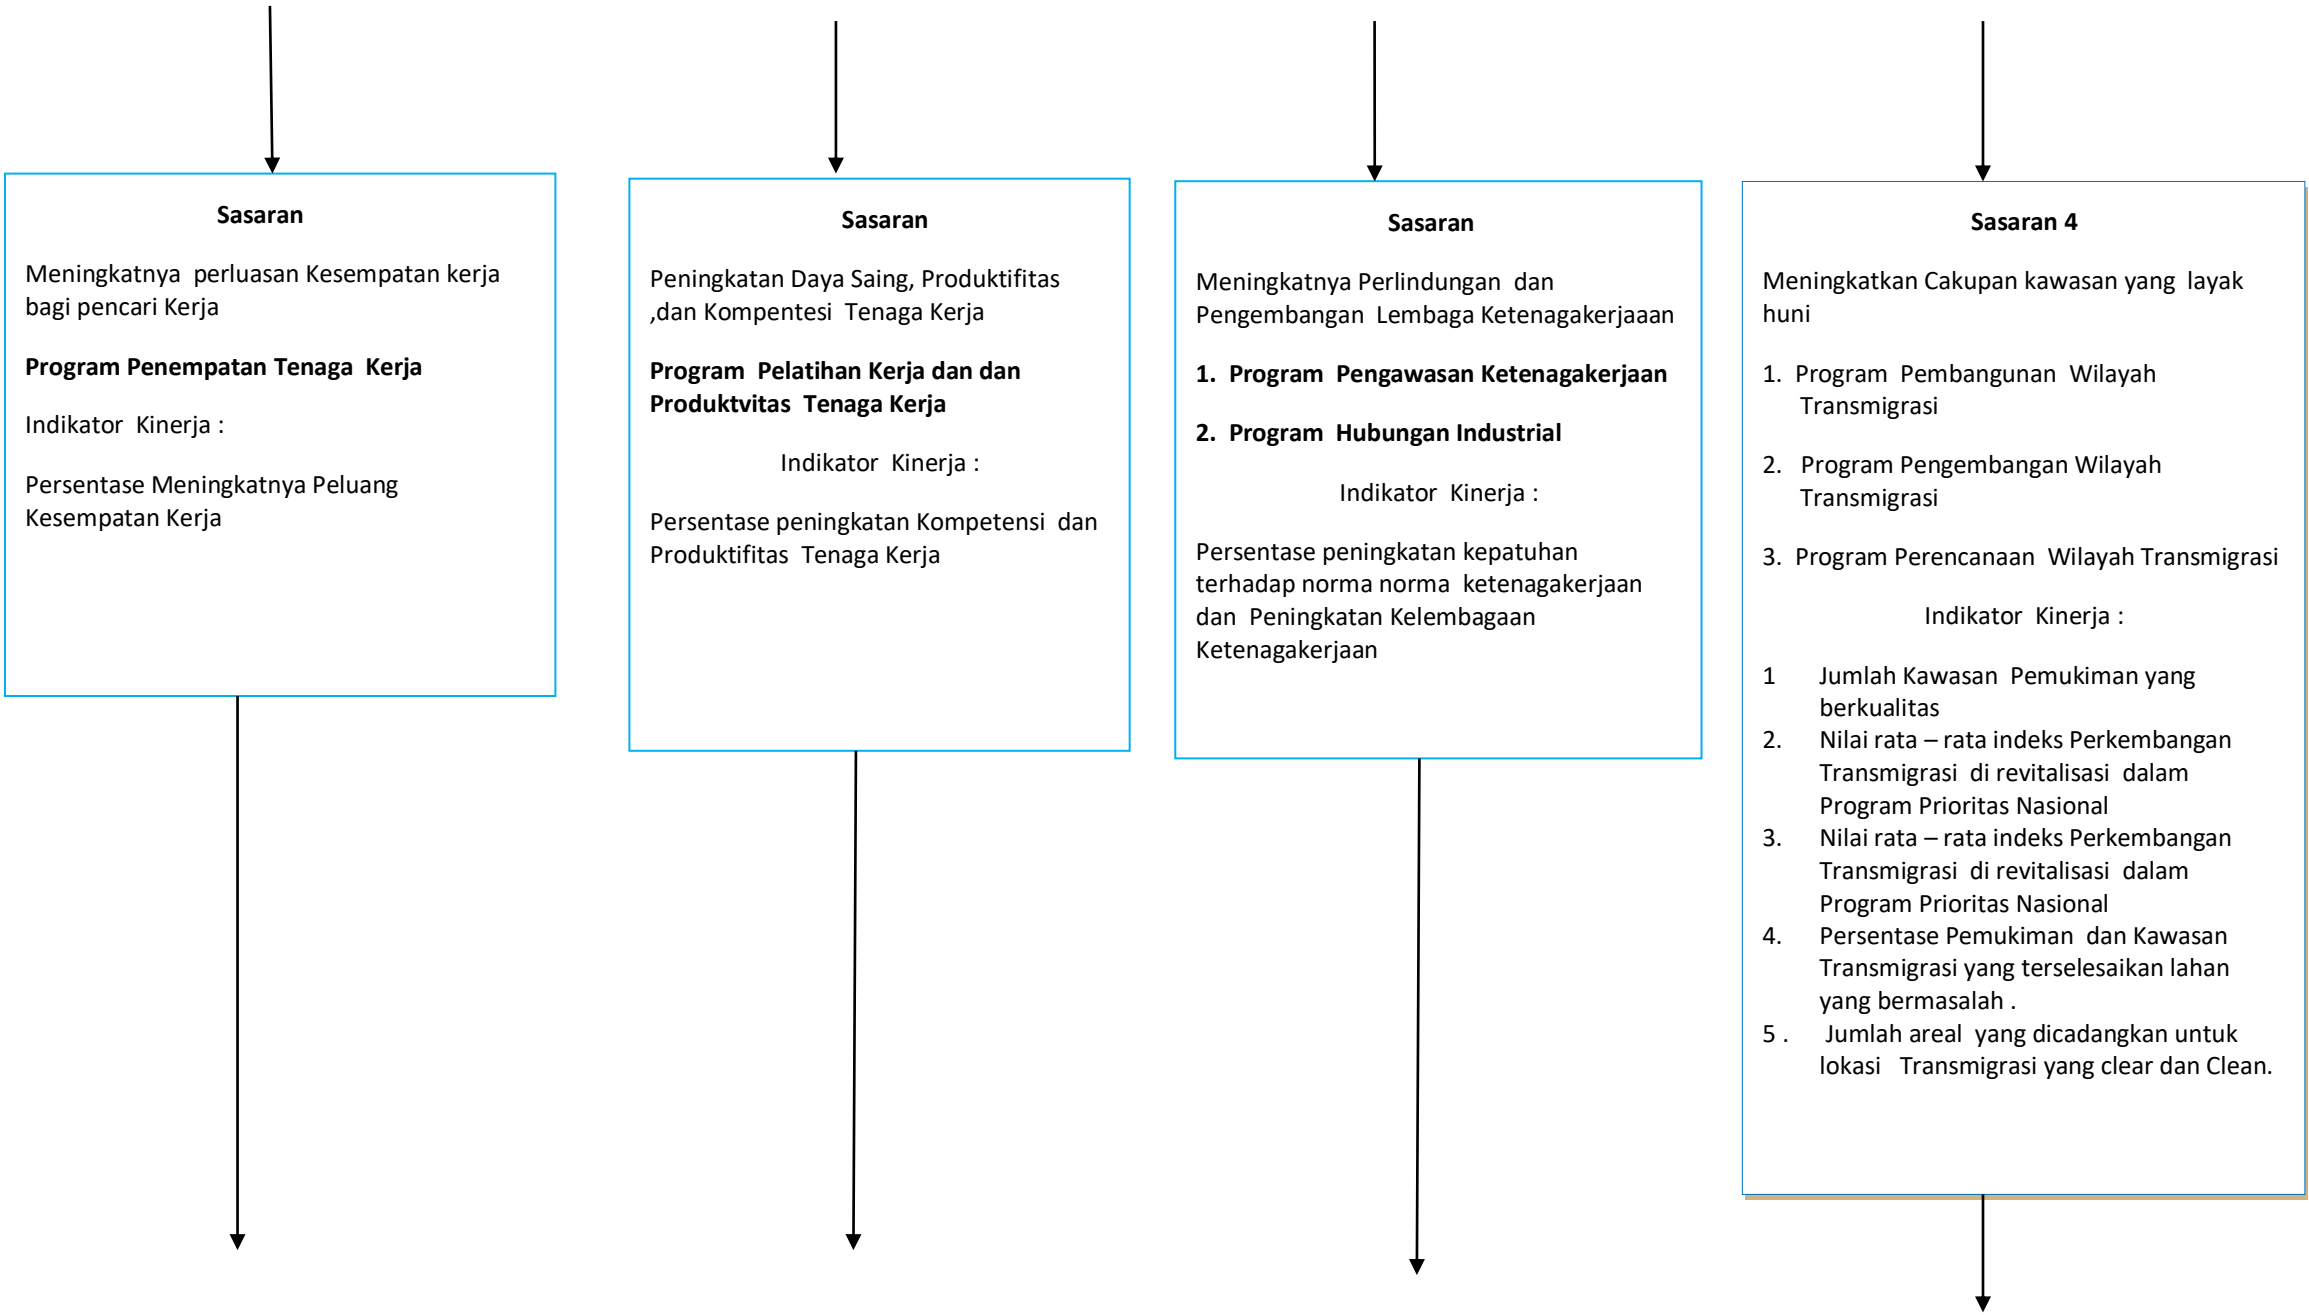 Sasaran
Meningkatnya perluasan Kesempatan kerja
bagi pencari Kerja
Program Penempatan Tenaga Kerja
Indikator Kinerja :
Persentase Meningkatnya Peluang
Kesempatan Kerja
Sasaran
Peningkatan Daya Saing, Produktifitas
,dan Kompentesi Tenaga Kerja
Program Pelatihan Kerja dan dan
Produktvitas Tenaga Kerja
Indikator Kinerja :
Persentase peningkatan Kompetensi dan
Produktifitas Tenaga Kerja
Sasaran
Meningkatnya Perlindungan dan
Pengembangan Lembaga Ketenagakerjaaan
1. Program Pengawasan Ketenagakerjaan
2. Program Hubungan Industrial
Indikator Kinerja :
Persentase peningkatan kepatuhan
terhadap norma norma ketenagakerjaan
dan Peningkatan Kelembagaan
Ketenagakerjaan
Sasaran 4
Meningkatkan Cakupan kawasan yang layak
huni
1. Program Pembangunan Wilayah
Transmigrasi
2. Program Pengembangan Wilayah
Transmigrasi
3. Program Perencanaan Wilayah Transmigrasi
Indikator Kinerja :
1 Jumlah Kawasan Pemukiman yang
berkualitas
2. Nilai rata – rata indeks Perkembangan
Transmigrasi di revitalisasi dalam
Program Prioritas Nasional
3. Nilai rata – rata indeks Perkembangan
Transmigrasi di revitalisasi dalam
Program Prioritas Nasional
4. Persentase Pemukiman dan Kawasan
Transmigrasi yang terselesaikan lahan
yang bermasalah .
5 . Jumlah areal yang dicadangkan untuk
lokasi Transmigrasi yang clear dan Clean.